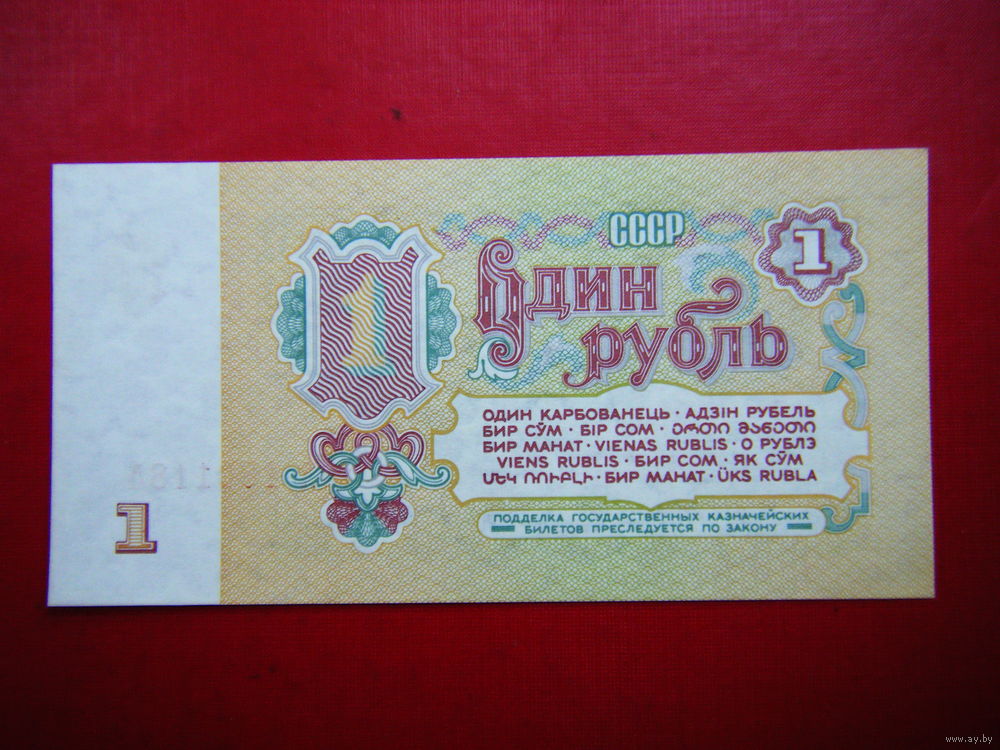 СССР
1
Один
рубль
1
ОДИН КАРБОВАНЕЦЬ · АДЗІН РУБЕЛЬ
БИР СЎМ · БІР СОМ · ᲔᲠᲗᲘ ᲛᲐᲜᲔᲗᲘ
БИР МАНАТ · VIENAS RUBLIS · О РУБЛЭ
VIENS RUBLIS · БИР СОМ · ЯК СЎМ
ՄԵԿ ՌՈՒԲԼԻ · БИР МАНАТ · ÜKS RUBLA
ПОДДЕЛКА ГОСУДАРСТВЕННЫХ КАЗНАЧЕЙСКИХ
БИЛЕТОВ ПРЕСЛЕДУЕТСЯ ПО ЗАКОНУ
1
www.ay.by